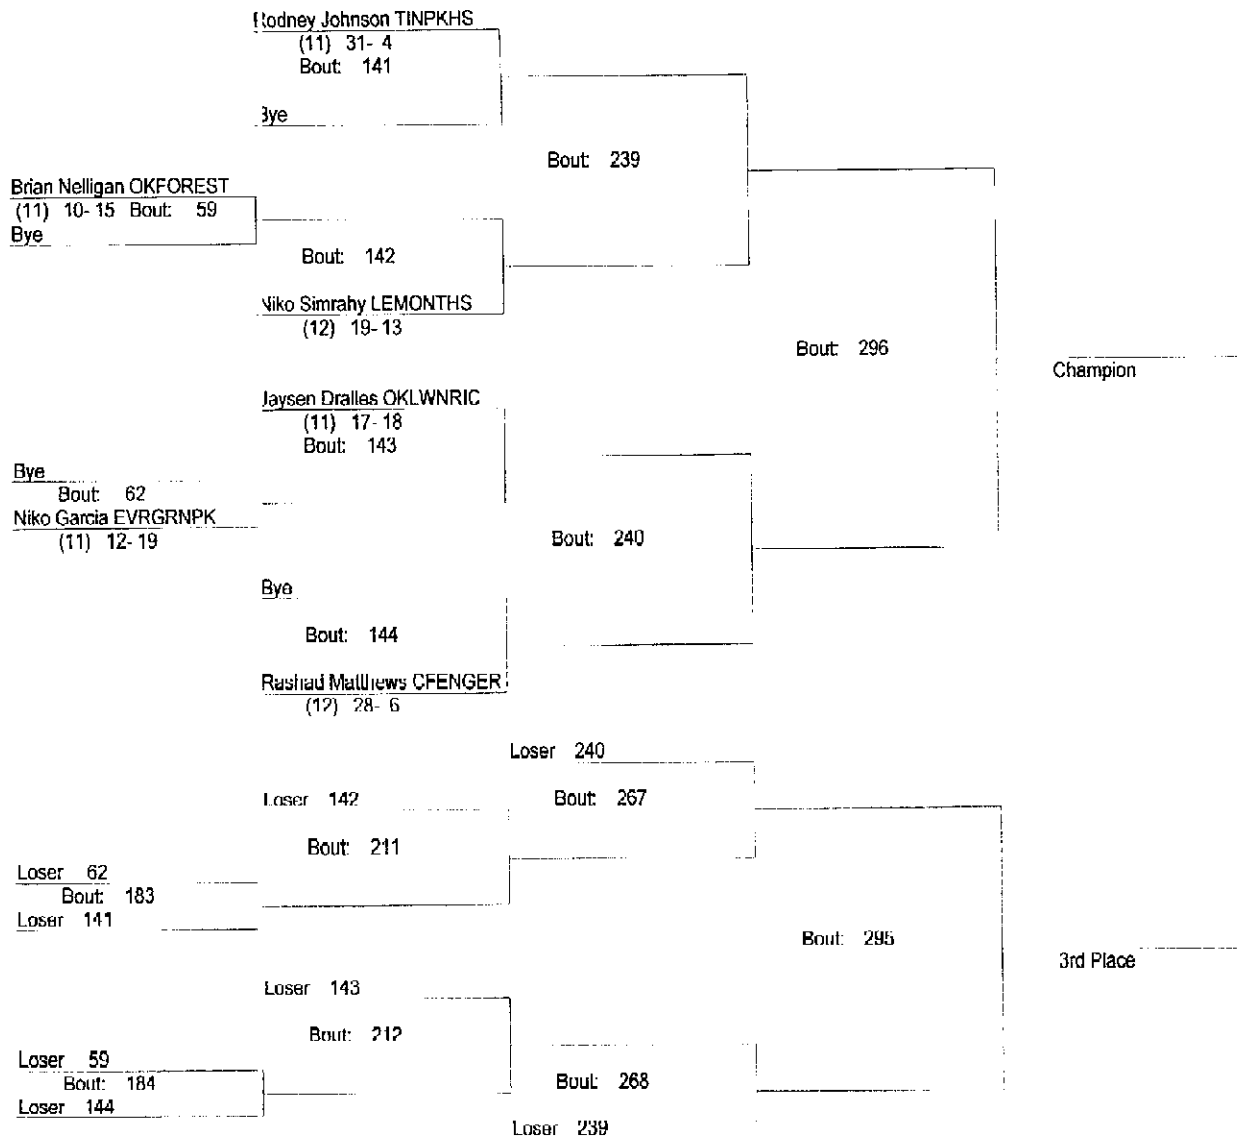 Rodney Johnson TINPKHS
(11) 31- 4
Bout: 141
Bye
Bout: 239
Brian Nelligan OKFOREST
(11) 10- 15 Bout: 59
Bye
Bout: 142
Niko Simrahy LEMONTHS
(12) 19- 13
Bout: 296
Champion
Jaysen Dralles OKLWNRIC
(11) 17- 18
Bout: 143
Bye
Bout: 62
Niko Garcia EVRGRNPK
(11) 12- 19
Bout: 240
Bye
Bout: 144
Rashad Matthews CFENGER
(12) 28- 6
Loser 240
Loser 142
Bout: 267
Bout: 211
Loser 62
Bout: 183
Loser 141
Bout: 295
3rd Place
Loser 143
Bout: 212
Loser 59
Bout: 184
Loser 144
Bout: 268
Loser 239